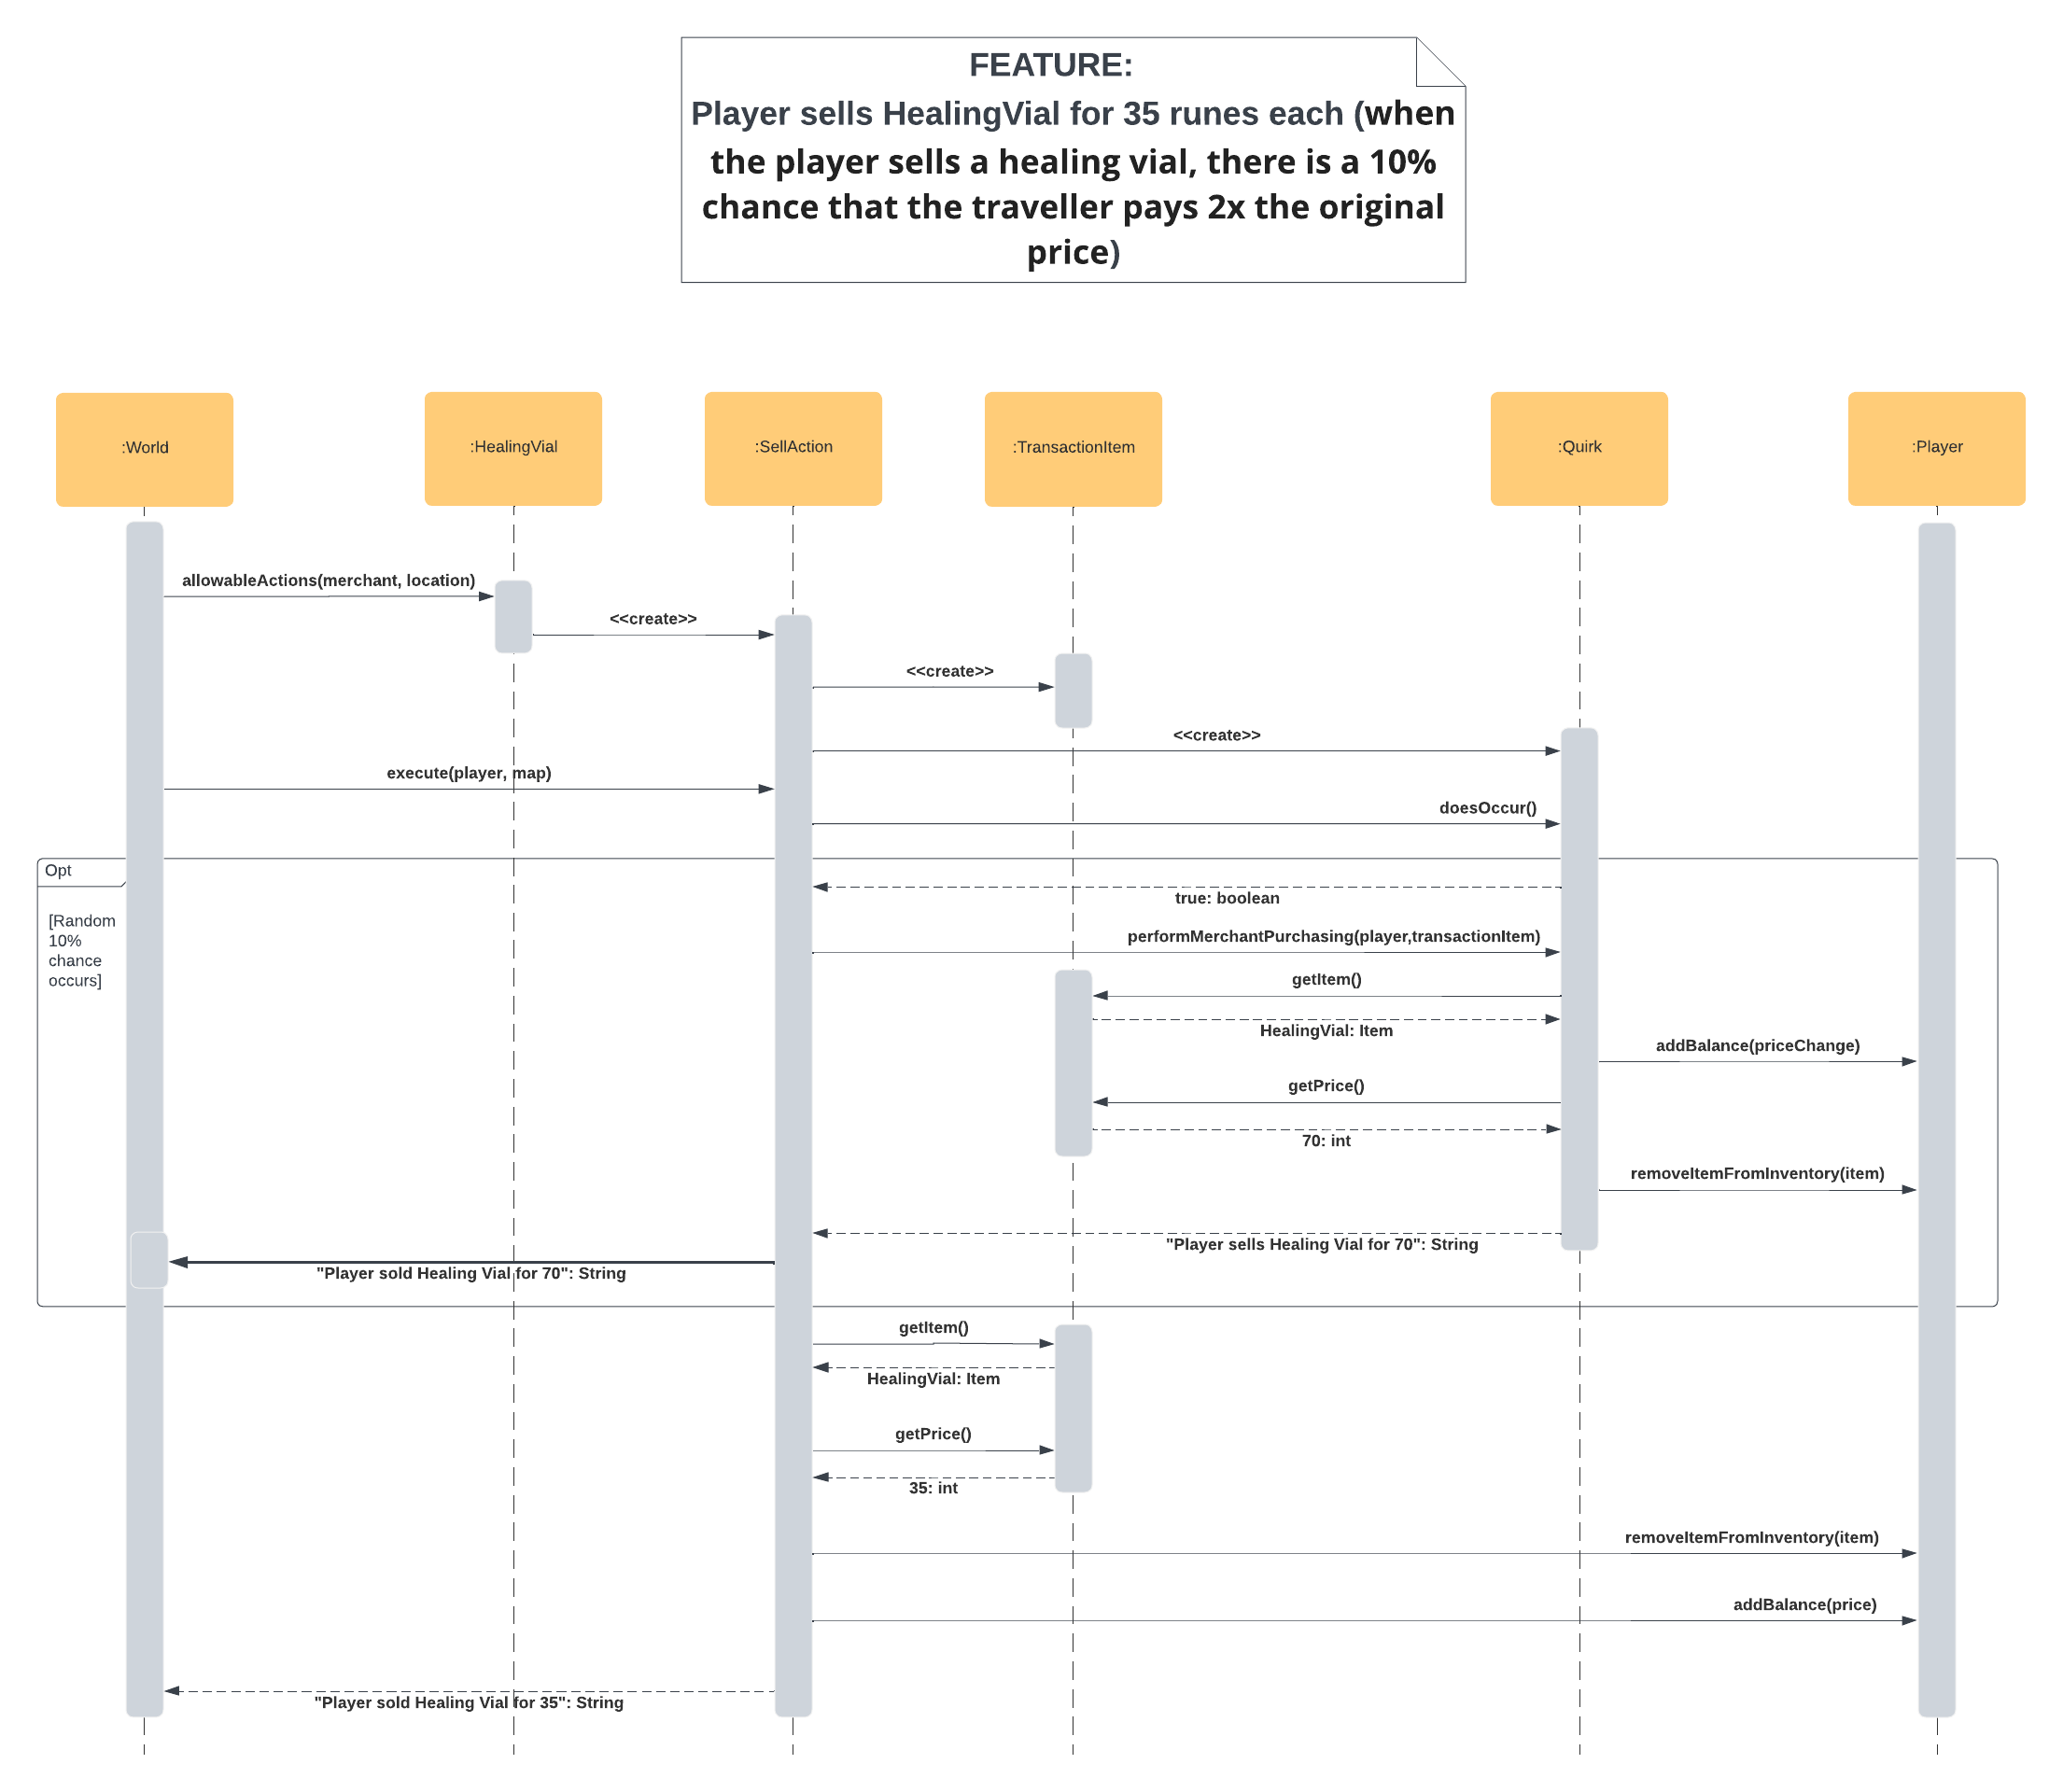 FEATURE:
Player sells HealingVial for 35 runes each (when
the player sells a healing vial, there is a 10%
chance that the traveller pays 2x the original
price)
:World
:HealingVial
:SellAction
:TransactionItem
:Quirk
:Player
allowableActions(merchant, location)
<<create>>
<<create>>
<<create>>
execute(player, map)
doesOccur()
Opt
[Random
10%
chance
occurs]
true: boolean
performMerchantPurchasing(player,transactionItem)
getItem()
HealingVial: Item
addBalance(priceChange)
getPrice()
70: int
removeItemFromInventory(item)
"Player sells Healing Vial for 70": String
"Player sold Healing Vial for 70": String
getItem()
HealingVial: Item
getPrice()
35: int
removeItemFromInventory(item)
addBalance(price)
"Player sold Healing Vial for 35": String